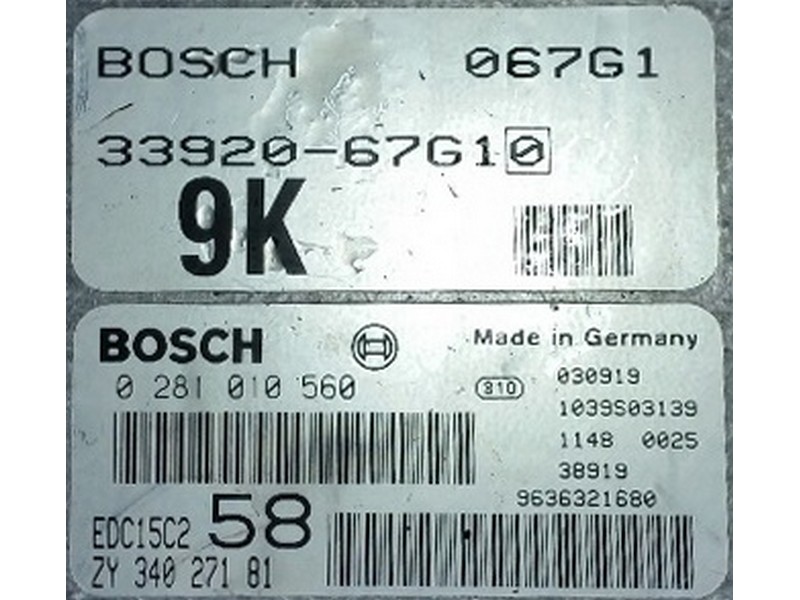 BOSCH 067G1
33920-67G10
9K
BOSCH Made in Germany
0 281 010 560 810 030919
1039S03139
1148 0025
38919
9636321680
EDC15C2 58
ZY 340 271 81